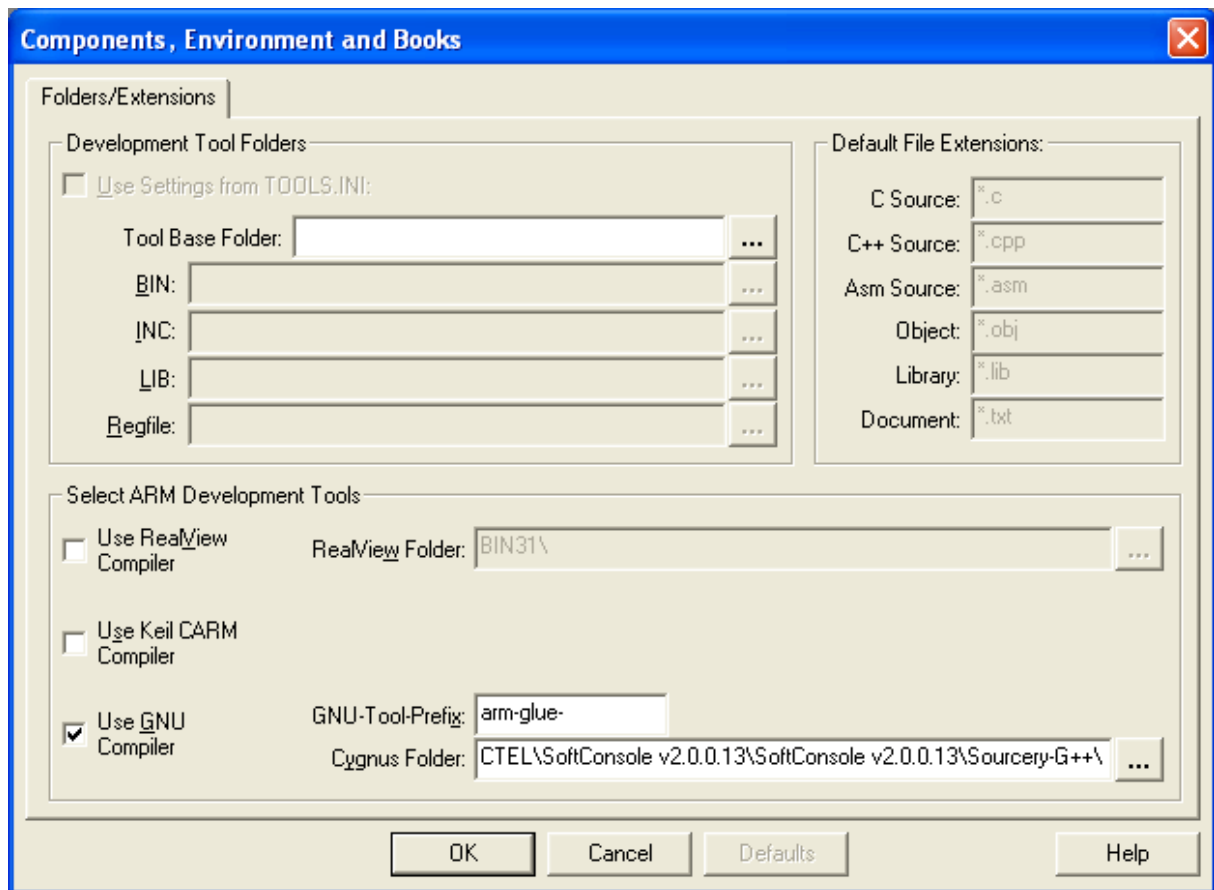 Components, Environment and Books
Folders/Extensions
Development Tool Folders
Use Settings from TOOLS.INI:
Tool Base Folder:
...
BIN:
...
INC:
...
LIB:
...
Regfile:
...
Default File Extensions:
C Source: *.c
C++ Source: *.cpp
Asm Source: *.asm
Object: *.obj
Library: *.lib
Document: *.txt
Select ARM Development Tools
Use RealView
Compiler
RealView Folder: BIN31\
...
Use Keil CARM
Compiler
Use GNU
Compiler
GNU-Tool-Prefix: arm-glue-
Cygnus Folder: CTEL\SoftConsole v2.0.0.13\SoftConsole v2.0.0.13\Sourcery-G++\
...
OK
Cancel
Defaults
Help